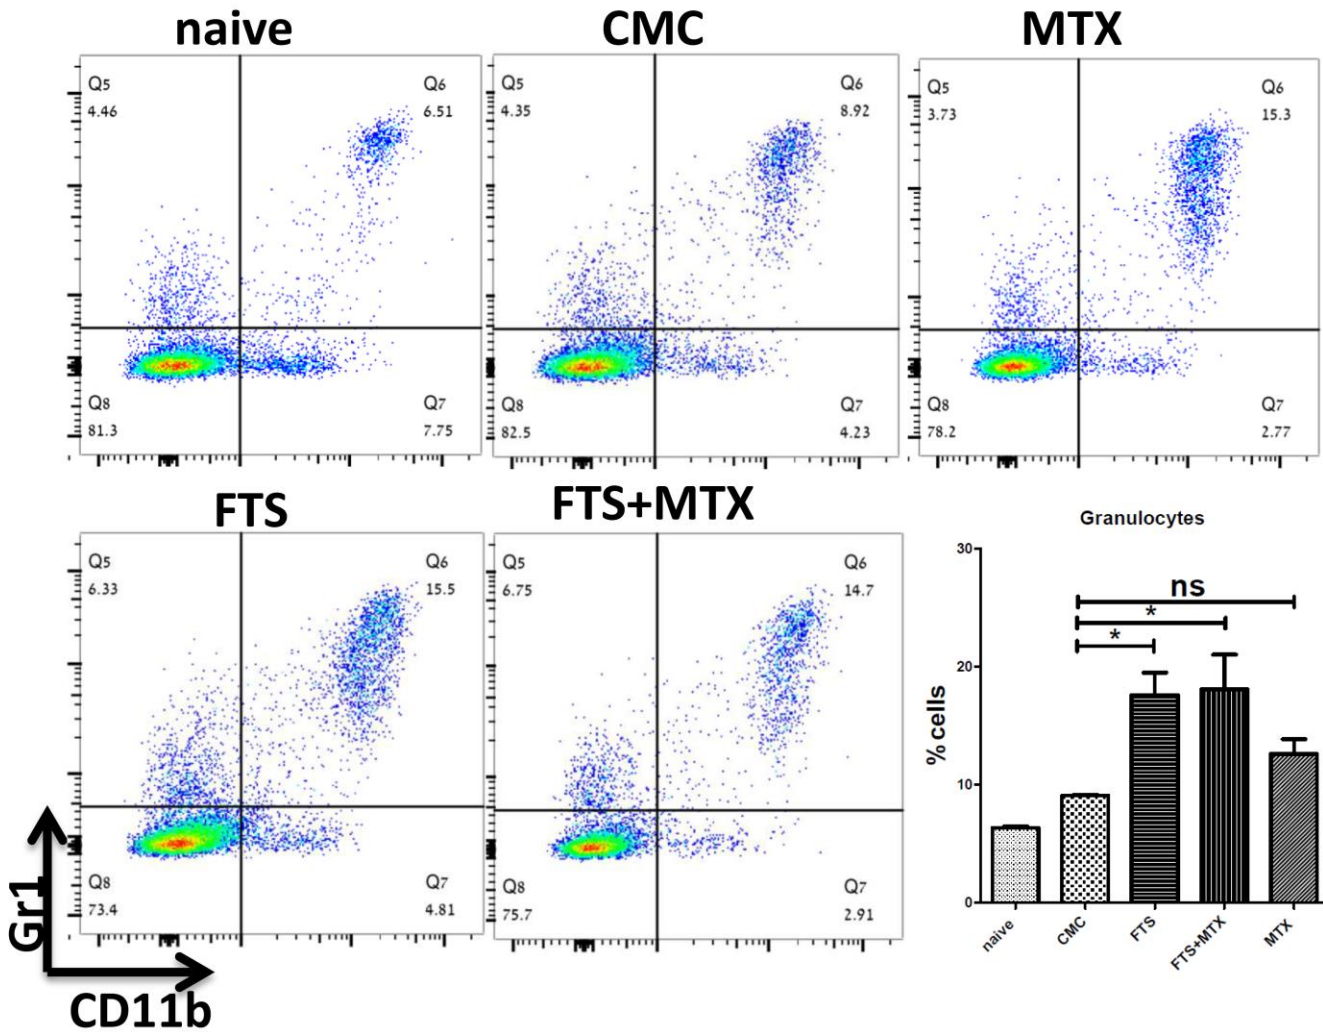 naive
Q5
4.46
Q6
6.51
Q8
81.3
Q7
7.75
CMC
Q5
4.35
Q6
8.92
Q8
82.5
Q7
4.23
MTX
Q5
3.73
Q6
15.3
Q8
78.2
Q7
2.77
FTS
Q5
6.33
Q6
15.5
Q8
73.4
Q7
4.81
FTS+MTX
Q5
6.75
Q6
14.7
Q8
75.7
Q7
2.91
Gr1
CD11b
Granulocytes
% cells
30
20
10
0
ns
*
*
naive
CMC
FTS
FTS+MTX
MTX